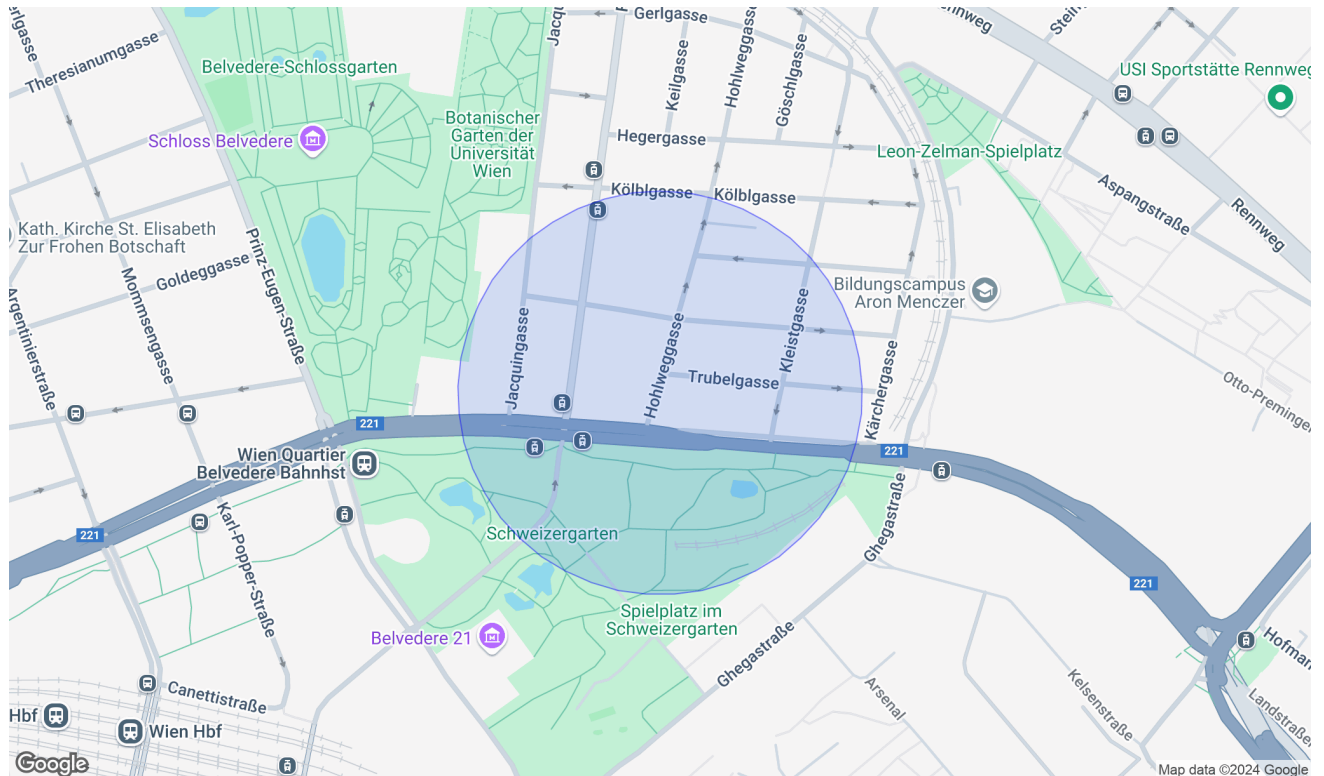 Gerlgasse
Rennweg
Theresianumgasse
Belvedere-Schlossgarten
Keilgasse
Hohlweggasse
Göschlgasse
USI Sportstätte Rennweg
Schloss Belvedere
Botanischer
Garten der
Universität
Wien
Hegergasse
Leon-Zelman-Spielplatz
Kölblgasse
Kölblgasse
Aspangstraße
Rennweg
Kath. Kirche St. Elisabeth
Zur Frohen Botschaft
Goldeggasse
Prinz-Eugen-Straße
Mommsengasse
Argentinierstraße
Bildungscampus
Aron Menczer
Jacquingasse
Hohlweggasse
Kleistgasse
Trubelgasse
Kärchergasse
Otto-Preminger
221
221
Wien Quartier
Belvedere Bahnhst
221
Karl-Popper-Straße
Schweizergarten
Ghegastraße
221
Spielplatz im
Schweizergarten
Belvedere 21
Ghegastraße
Hofman
Canettistraße
Arsenal
Kelsenstraße
Landstraßer
Hbf
Wien Hbf
Google
Map data ©2024 Google